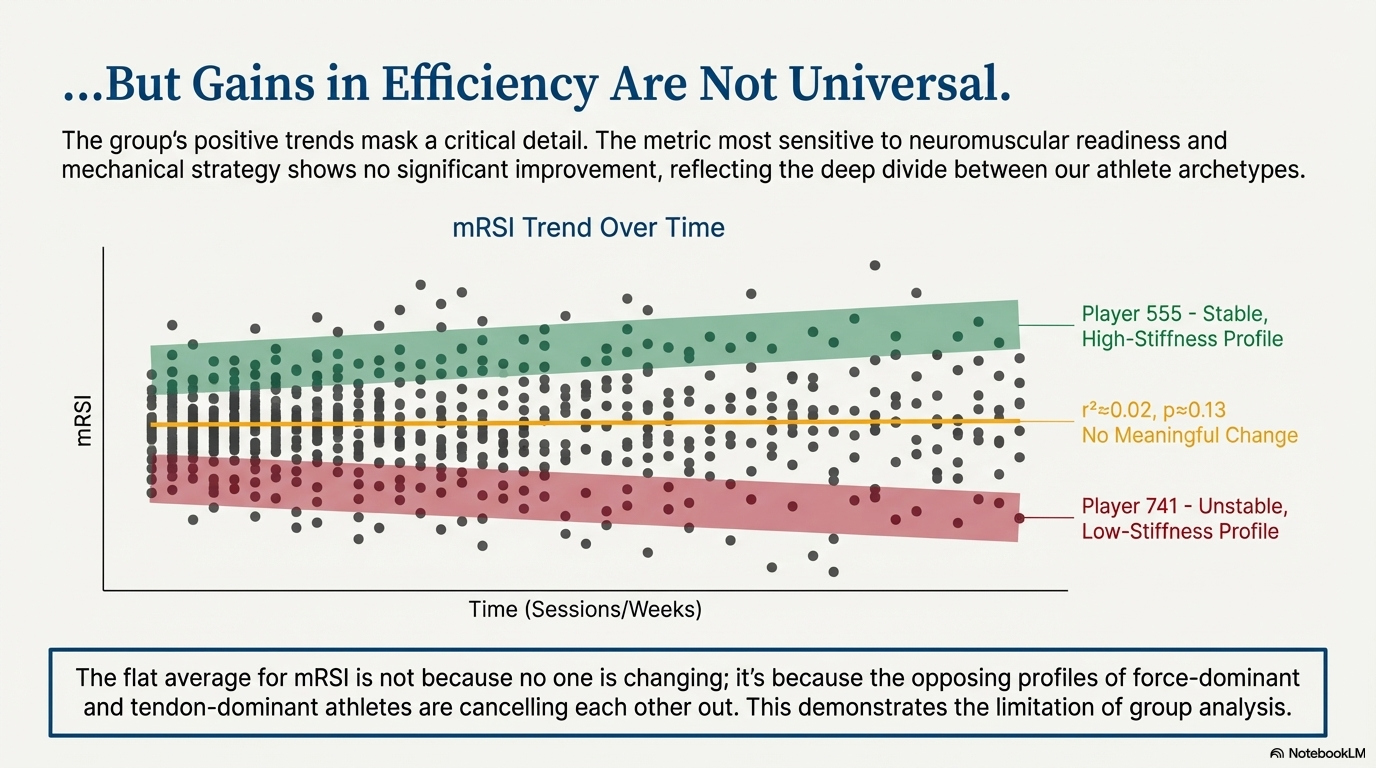 ...But Gains in Efficiency Are Not Universal.
The group's positive trends mask a critical detail. The metric most sensitive to neuromuscular readiness and
mechanical strategy shows no significant improvement, reflecting the deep divide between our athlete archetypes.
mRSI Trend Over Time
mRSI
Player 555 - Stable,
High-Stiffness Profile
r²≈0.02, p≈0.13
No Meaningful Change
Player 741 - Unstable,
Low-Stiffness Profile
Time (Sessions/Weeks)
The flat average for mRSI is not because no one is changing; it's because the opposing profiles of force-dominant
and tendon-dominant athletes are cancelling each other out. This demonstrates the limitation of group analysis.
NotebookLM